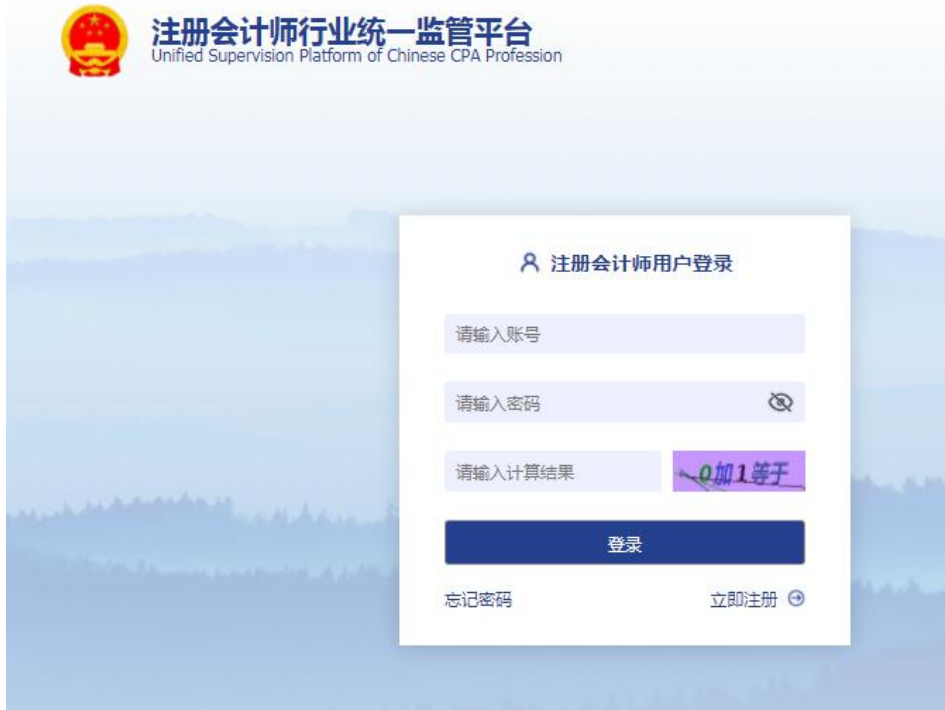 注册会计师行业统一监管平台
Unified Supervision Platform of Chinese CPA Profession
注册会计师用户登录
请输入账号
请输入密码
请输入计算结果 0加1等于
登录
忘记密码 立即注册